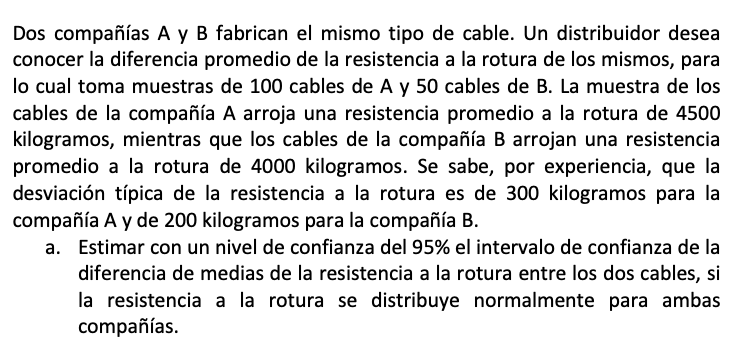 Dos compañías A y B fabrican el mismo tipo de cable. Un distribuidor desea
conocer la diferencia promedio de la resistencia a la rotura de los mismos, para
lo cual toma muestras de 100 cables de A y 50 cables de B. La muestra de los
cables de la compañía A arroja una resistencia promedio a la rotura de 4500
kilogramos, mientras que los cables de la compañía B arrojan una resistencia
promedio a la rotura de 4000 kilogramos. Se sabe, por experiencia, que la
desviación típica de la resistencia a la rotura es de 300 kilogramos para la
compañía A y de 200 kilogramos para la compañía B.
a. Estimar con un nivel de confianza del 95% el intervalo de confianza de la
diferencia de medias de la resistencia a la rotura entre los dos cables, si
la resistencia a la rotura se distribuye normalmente para ambas
compañías.